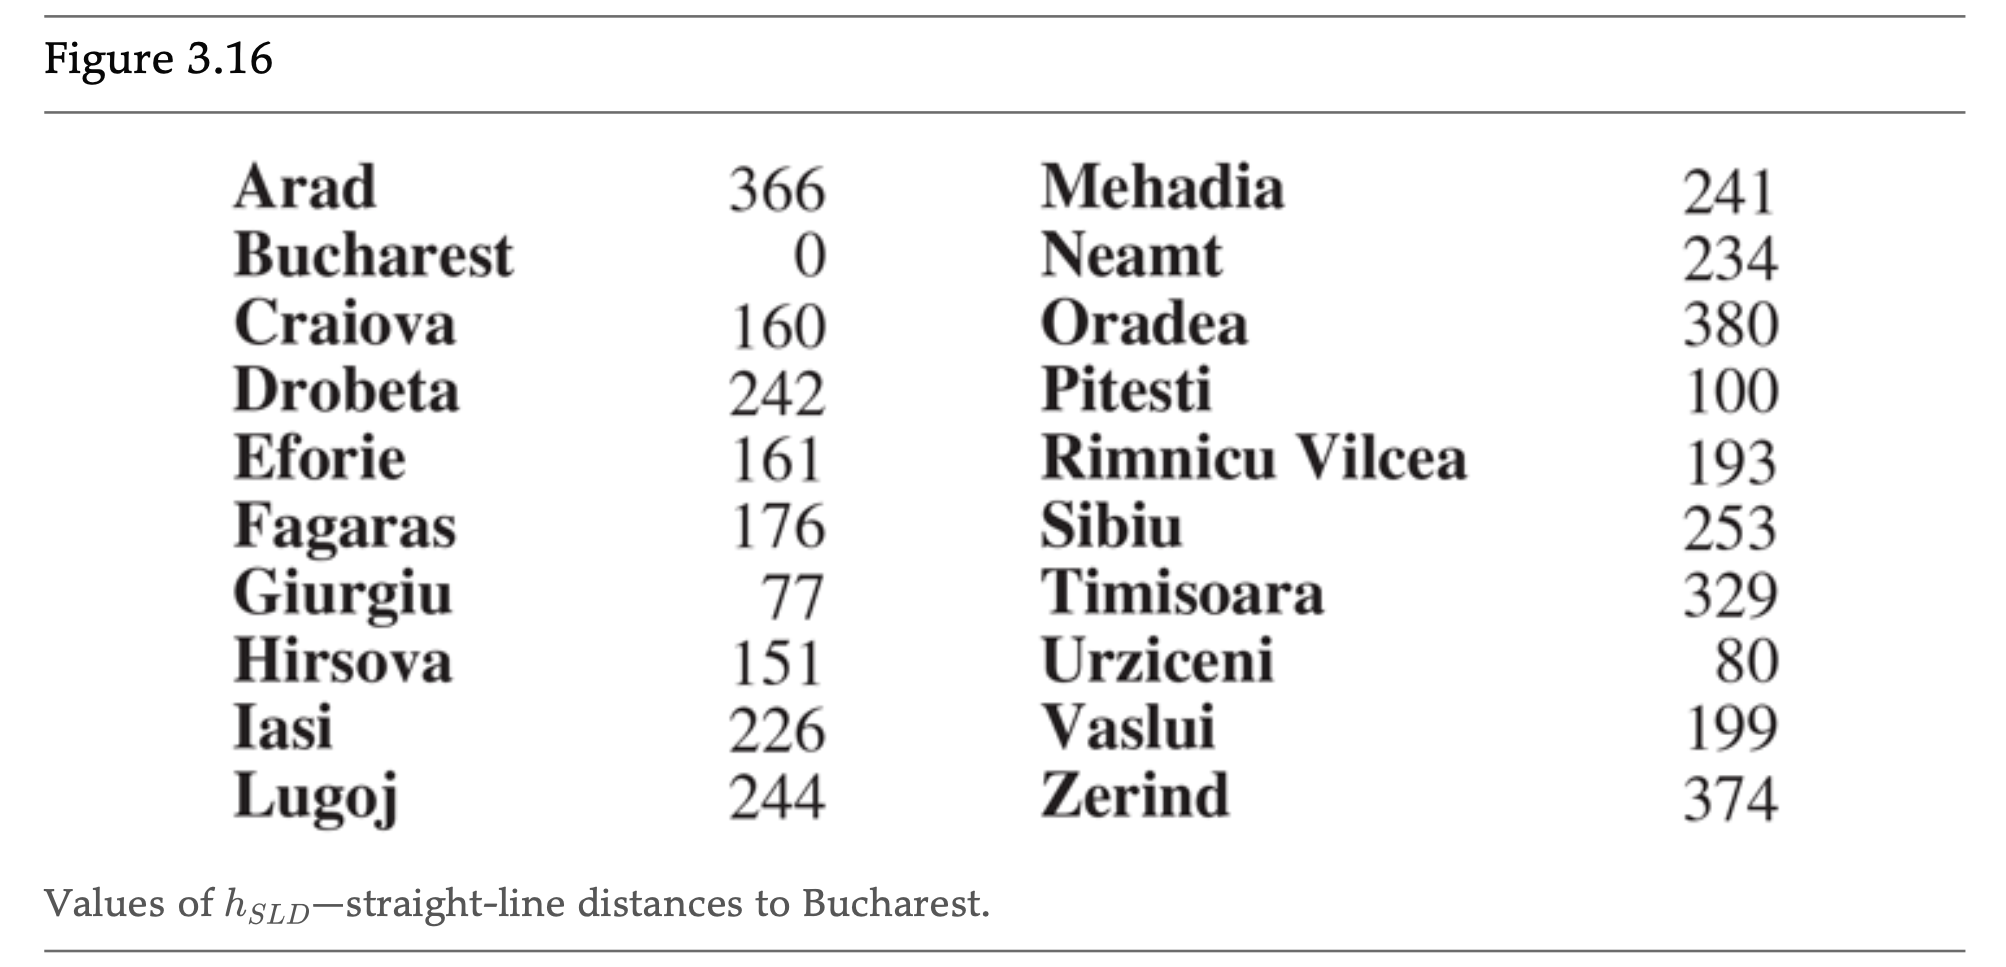 Figure 3.16
Arad 366 Mehadia 241
Bucharest 0 Neamt 234
Craiova 160 Oradea 380
Drobeta 242 Pitesti 100
Eforie 161 Rimnicu Vilcea 193
Fagaras 176 Sibiu 253
Giurgiu 77 Timisoara 329
Hirsova 151 Urziceni 80
Iasi 226 Vaslui 199
Lugoj 244 Zerind 374
Values of hSLD—straight-line distances to Bucharest.